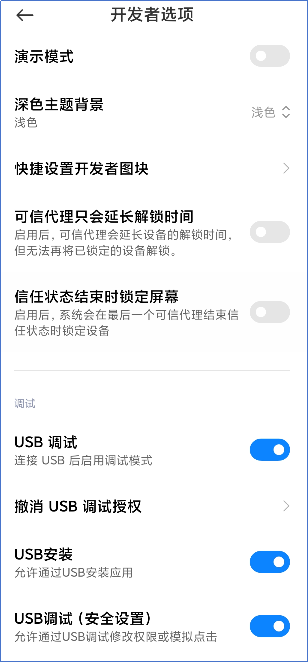 开发者选项
演示模式
深色主题背景
浅色
浅色
快捷设置开发者图块
可信代理只会延长解锁时间
启用后，可信代理会延长设备的解锁时间，
但无法再将已锁定的设备解锁。
信任状态结束时锁定屏幕
启用后，系统会在最后一个可信代理结束信
任状态时锁定设备
调试
USB 调试
连接 USB 后启用调试模式
撤消 USB 调试授权
USB安装
允许通过USB安装应用
USB调试（安全设置）
允许通过USB调试修改权限或模拟点击